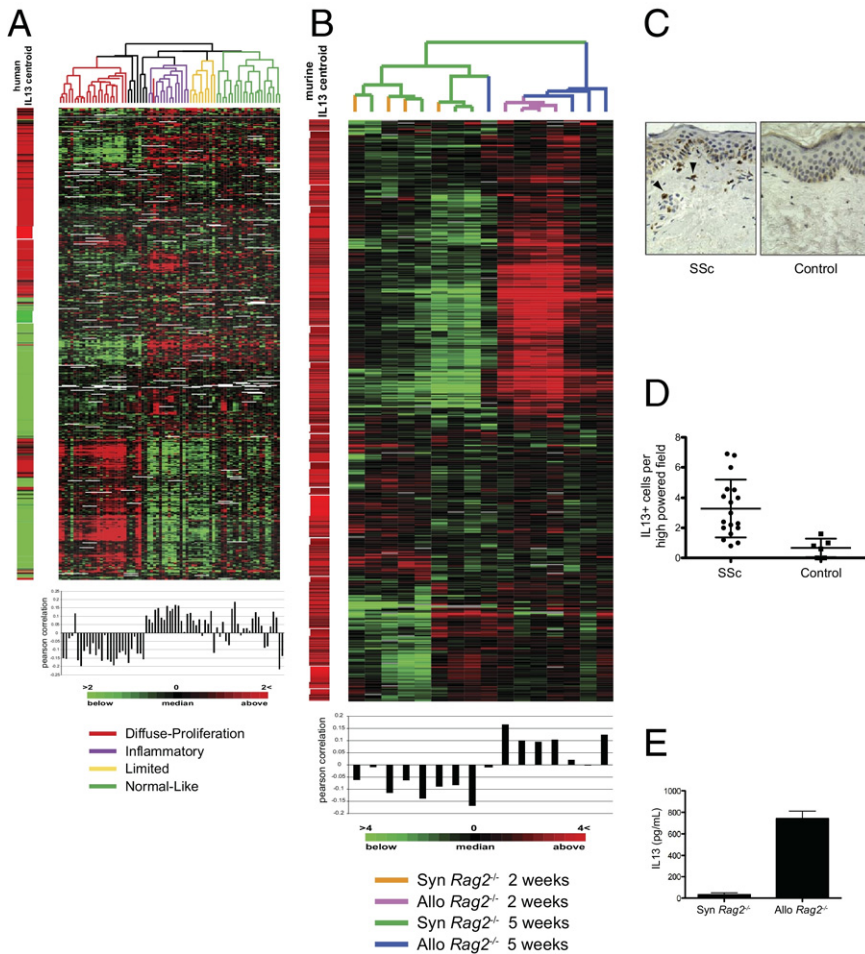 A
human
IL13 centroid
pearson correlation
0.25
0.2
0.15
0.1
0.05
0
-0.05
-0.1
-0.15
-0.2
-0.25
>2 0 2<
below median above
Diffuse-Proliferation
Inflammatory
Limited
Normal-Like
B
murine
IL13 centroid
pearson correlation
0.2
0.15
0.1
0.05
0
-0.05
-0.1
-0.15
-0.2
>4 0 4<
below median above
Syn Rag2-/- 2 weeks
Allo Rag2-/- 2 weeks
Syn Rag2-/- 5 weeks
Allo Rag2-/- 5 weeks
C
SSc Control
D
IL13+ cells per
high powered field
8
6
4
2
0
SSc Control
E
IL13 (pg/mL)
1000
800
600
400
200
0
Syn Rag2-/- Allo Rag2-/-